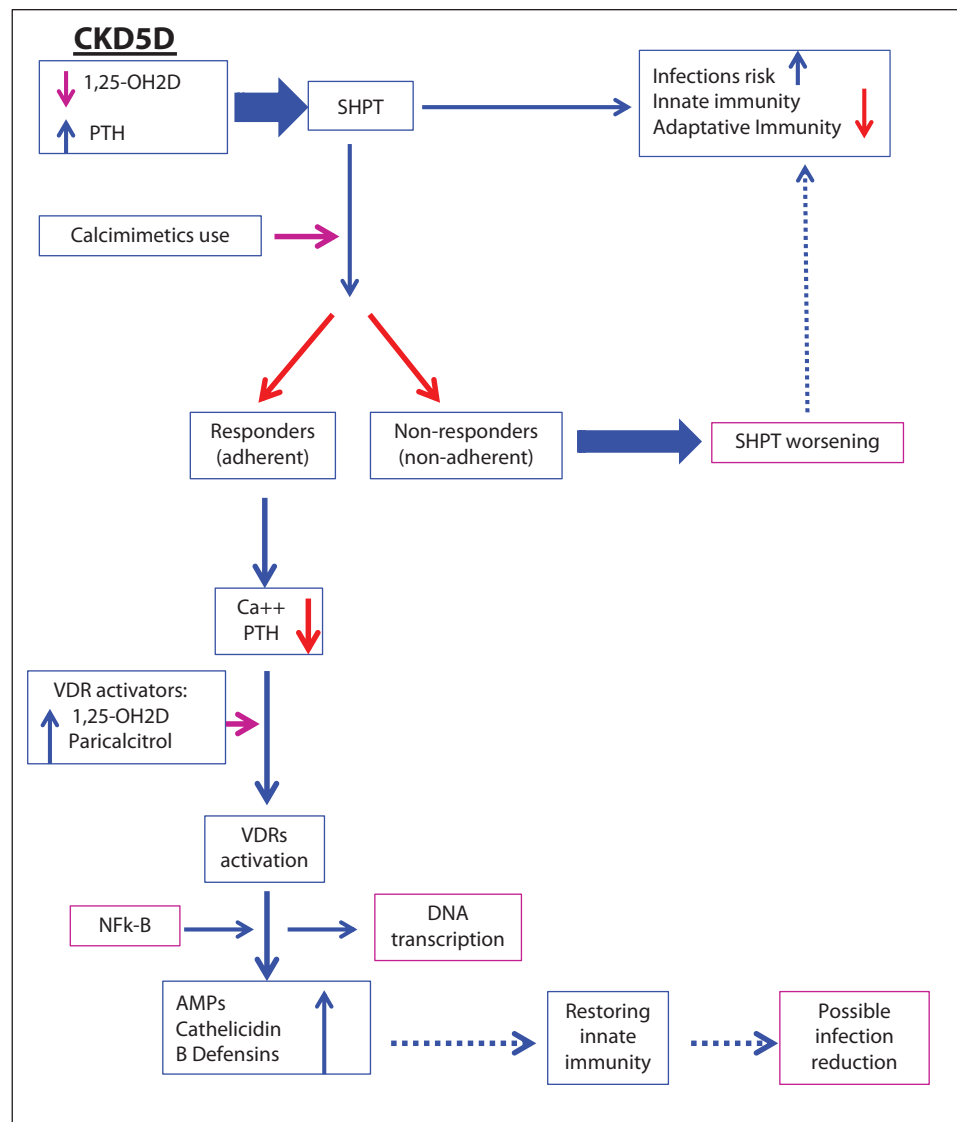 CKD5D
1,25-OH2D
PTH
SHPT
Infections risk
Innate immunity
Adaptative Immunity
Calcimimetics use
Responders
(adherent)
Non-responders
(non-adherent)
SHPT worsening
Ca++
PTH
VDR activators:
1,25-OH2D
Paricalcitrol
VDRs
activation
NFk-B
DNA
transcription
AMPs
Cathelicidin
B Defensins
Restoring
innate
immunity
Possible
infection
reduction